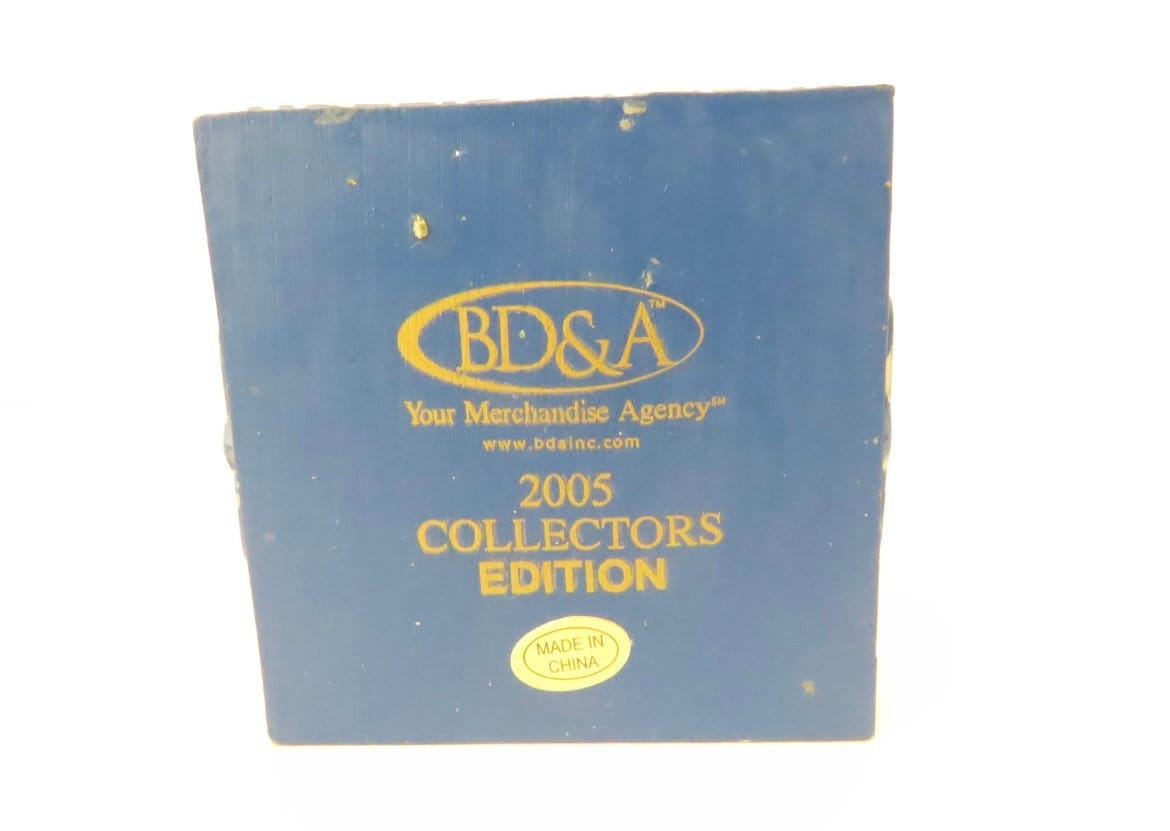 BD&A™
Your Merchandise Agency℠
www.bdainc.com
2005
COLLECTORS
EDITION
MADE IN
CHINA